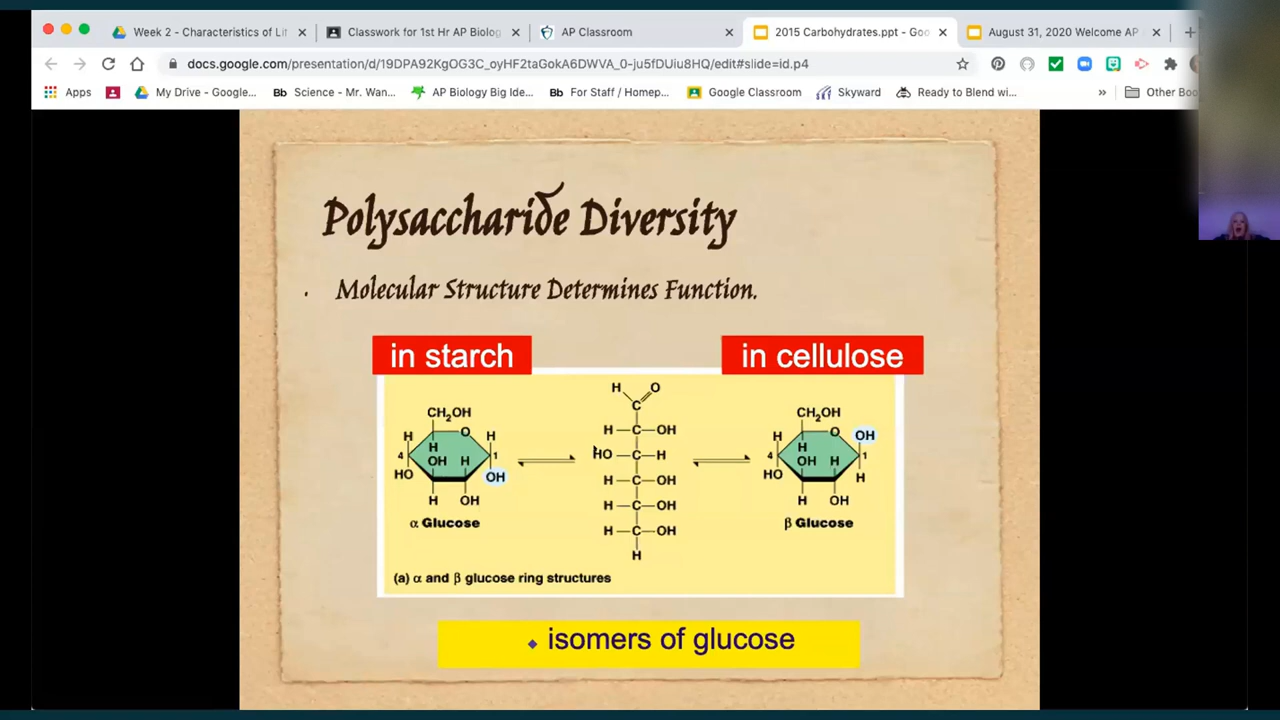 Week 2 - Characteristics of Li
Classwork for 1st Hr AP Biolog
AP Classroom
2015 Carbohydrates.ppt - Goo
August 31, 2020 Welcome AP
docs.google.com/presentation/d/19DPA92KgOG3C_oyHF2taGokA6DWVA_0-ju5fDUiu8HQ/edit#slide=id.p4
Apps
My Drive - Google...
Bb Science - Mr. Wan...
AP Biology Big Ide...
Bb For Staff / Homep...
Google Classroom
Skyward
Ready to Blend wi...
»
Other Boo
Polysaccharide Diversity
Molecular Structure Determines Function.
in starch
in cellulose
CH2OH
H O H
H
4 OH H 1
HO OH
H OH
α Glucose
H O
C
H—C—OH
HO—C—H
H—C—OH
H—C—OH
H—C—OH
H
CH2OH
H O OH
H
4 OH H 1
HO H
H OH
β Glucose
(a) α and β glucose ring structures
isomers of glucose